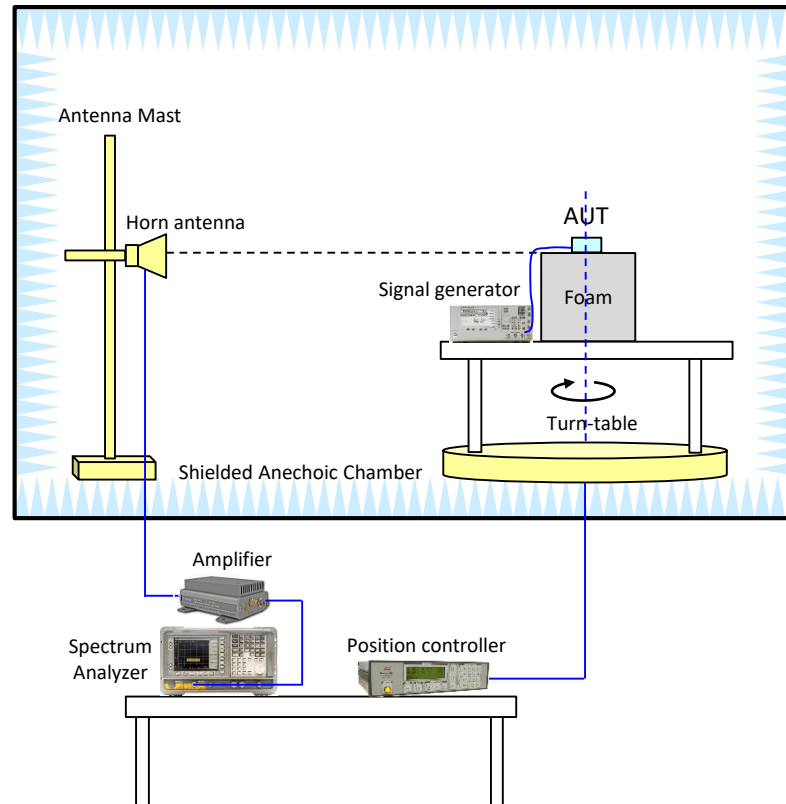 Antenna Mast
Horn antenna
AUT
Signal generator
Foam
Turn-table
Shielded Anechoic Chamber
Amplifier
Spectrum
Analyzer
Position controller